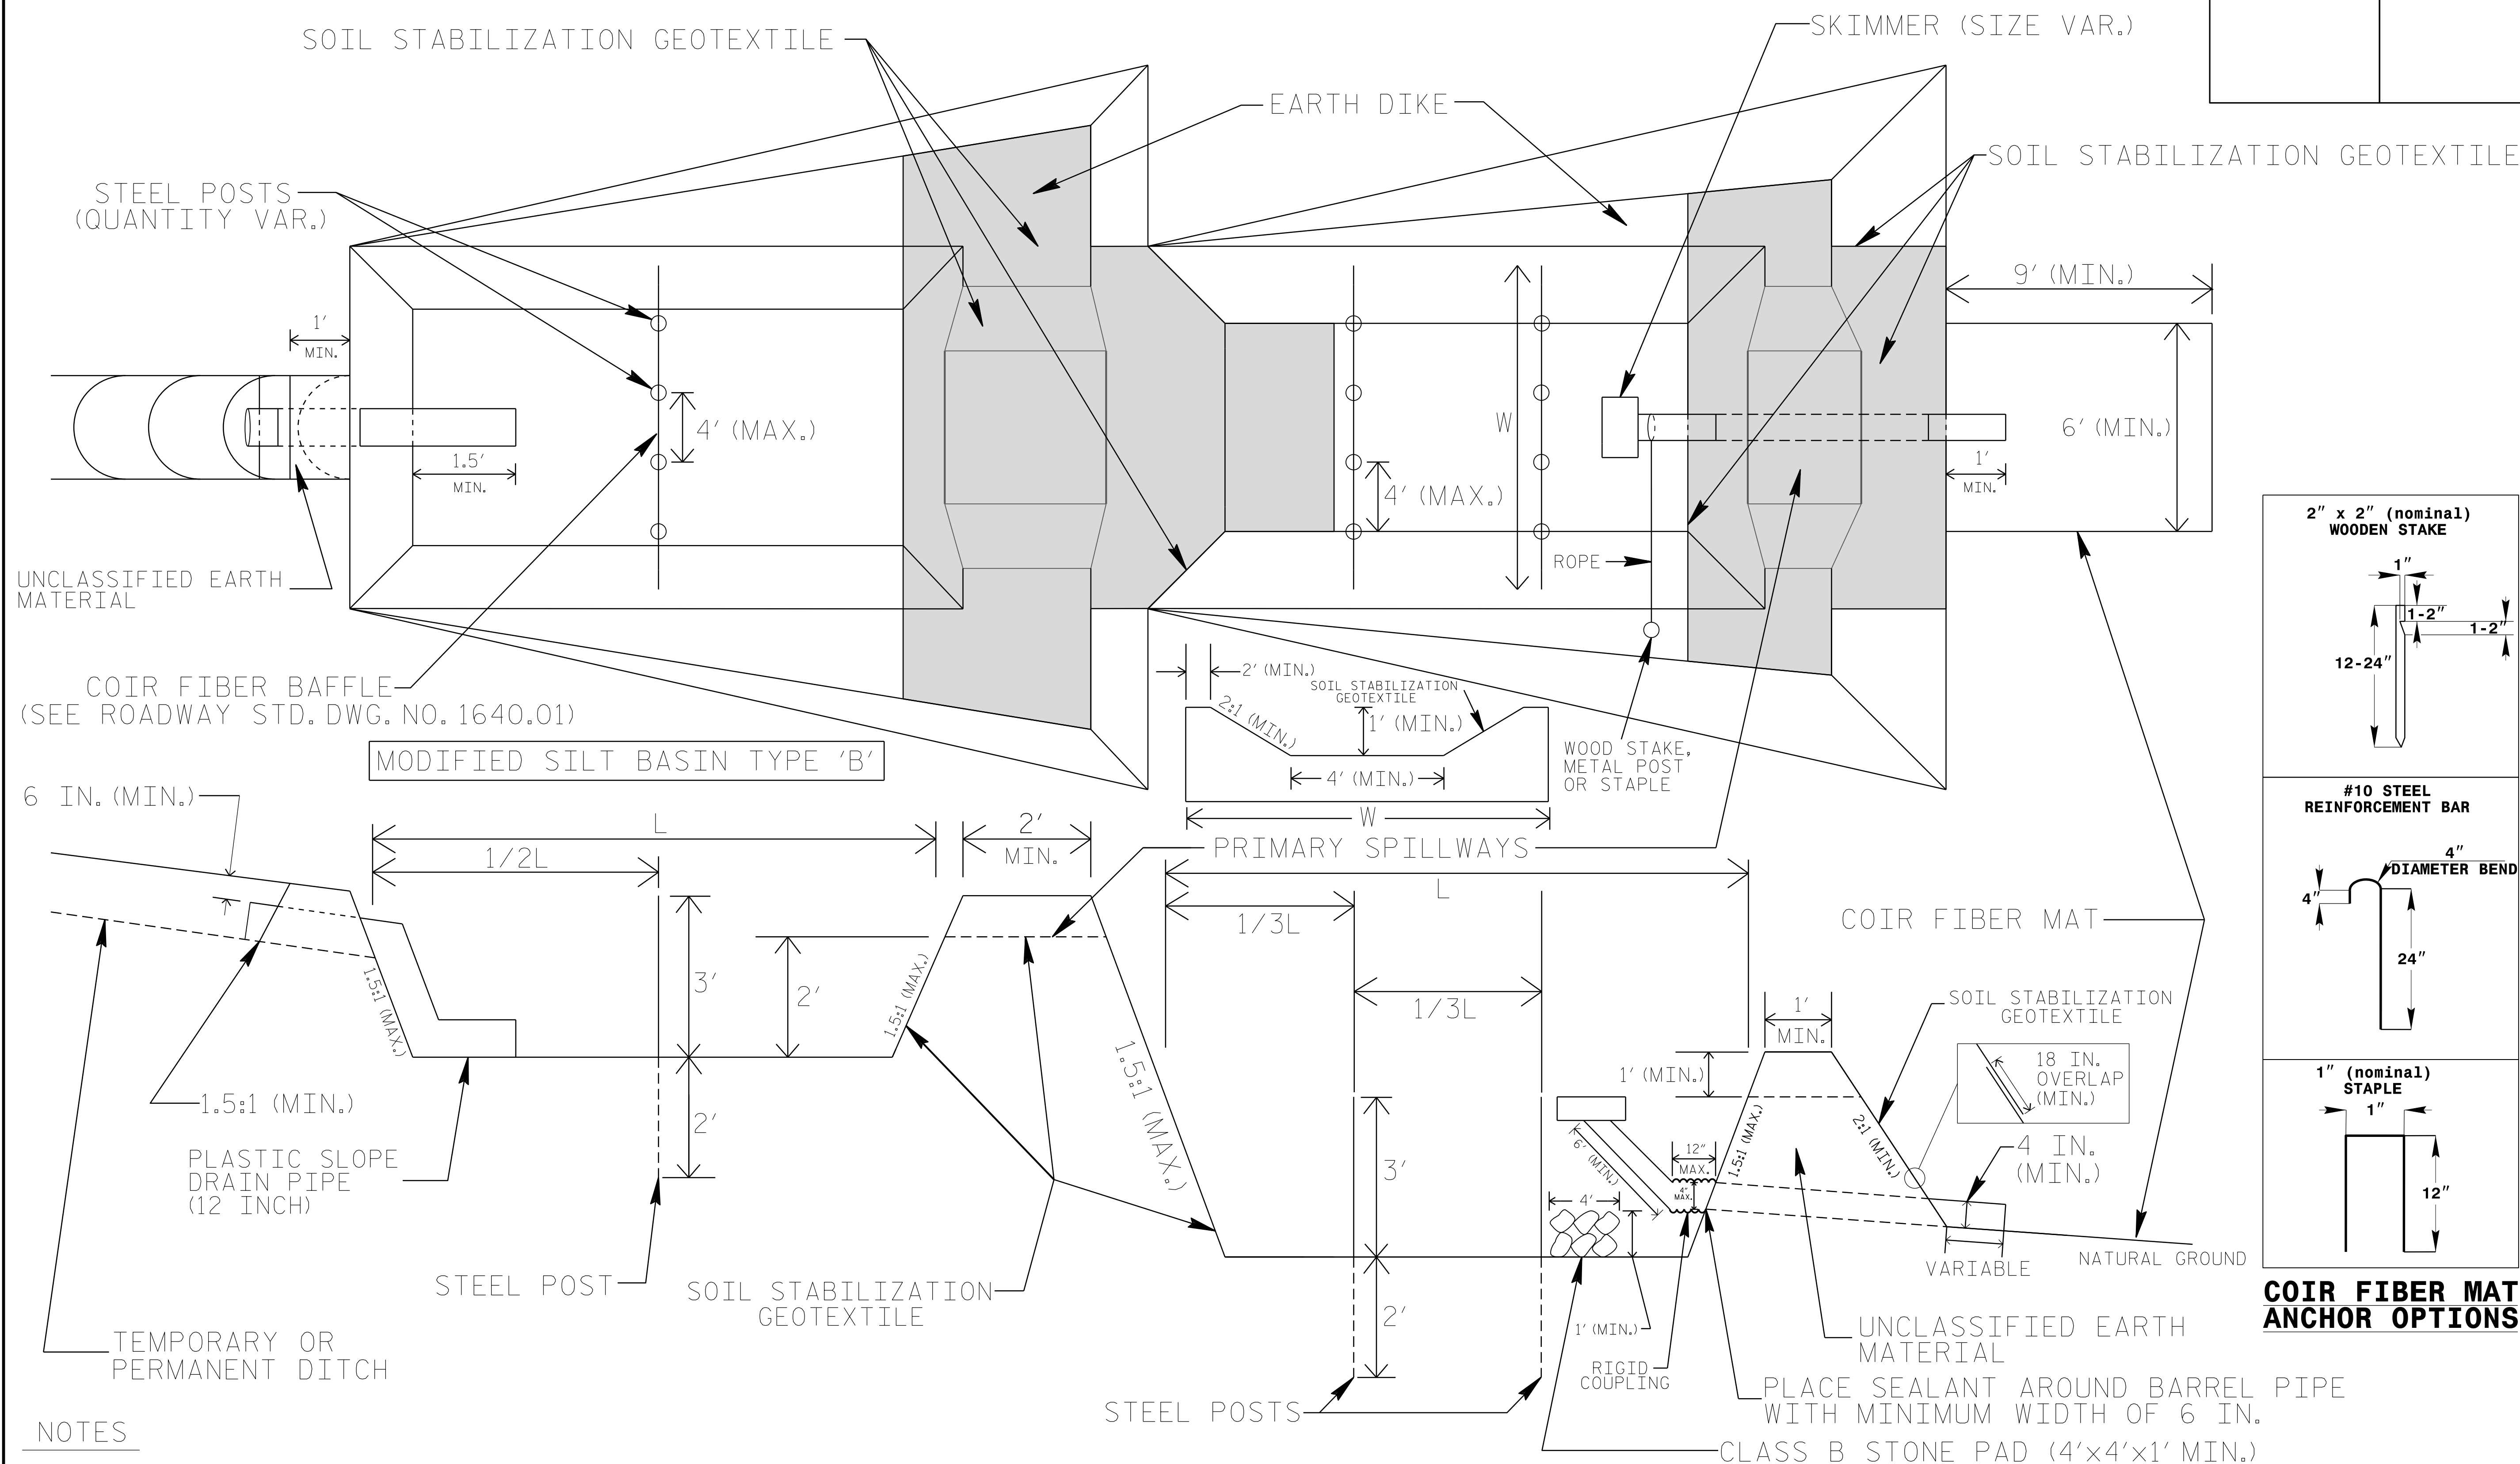 SOIL STABILIZATION GEOTEXTILE
SKIMMER (SIZE VAR.)
EARTH DIKE
SOIL STABILIZATION GEOTEXTILE
STEEL POSTS
(QUANTITY VAR.)
9' (MIN.)
1'
MIN.
4' (MAX.)
W
6' (MIN.)
1.5'
MIN.
4' (MAX.)
1'
MIN.
ROPE
UNCLASSIFIED EARTH
MATERIAL
COIR FIBER BAFFLE
(SEE ROADWAY STD. DWG. NO. 1640.01)
2' (MIN.)
SOIL STABILIZATION
GEOTEXTILE
2:1 (MIN.)
1' (MIN.)
4' (MIN.)
W
WOOD STAKE,
METAL POST
OR STAPLE
MODIFIED SILT BASIN TYPE 'B'
6 IN. (MIN.)
L
2'
MIN.
1/2L
PRIMARY SPILLWAYS
L
1/3L
1/3L
COIR FIBER MAT
1.5:1 (MAX.)
3'
2'
1.5:1 (MAX.)
2'
1.5:1 (MAX.)
1.5:1 (MIN.)
PLASTIC SLOPE
DRAIN PIPE
(12 INCH)
STEEL POST
SOIL STABILIZATION
GEOTEXTILE
TEMPORARY OR
PERMANENT DITCH
1'
MIN.
SOIL STABILIZATION
GEOTEXTILE
1' (MIN.)
18 IN.
OVERLAP
(MIN.)
6' (MIN.)
12"
MAX.
4"
MAX.
1.5:1 (MAX.)
2:1 (MIN.)
4 IN.
(MIN.)
3'
4'
2'
1' (MIN.)
VARIABLE
NATURAL GROUND
RIGID
COUPLING
UNCLASSIFIED EARTH
MATERIAL
STEEL POSTS
PLACE SEALANT AROUND BARREL PIPE
WITH MINIMUM WIDTH OF 6 IN.
CLASS B STONE PAD (4'x4'x1' MIN.)
NOTES
2" x 2" (nominal)
WOODEN STAKE
1"
1-2"
1-2"
12-24"
#10 STEEL
REINFORCEMENT BAR
4"
DIAMETER BEND
4"
24"
1" (nominal)
STAPLE
1"
12"
COIR FIBER MAT
ANCHOR OPTIONS